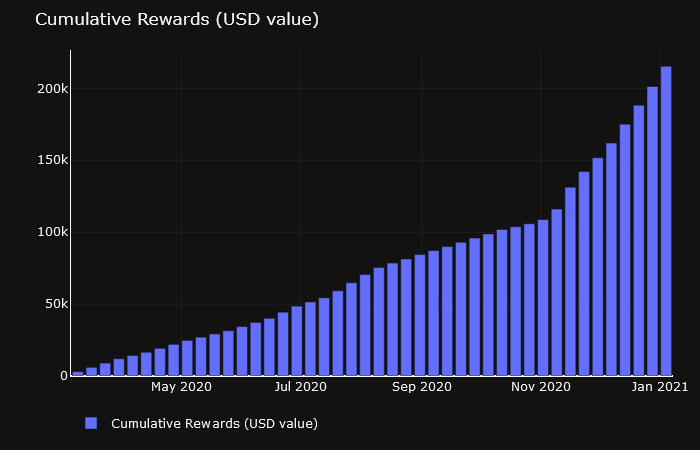 Cumulative Rewards (USD value)
200k
150k
100k
50k
0
May 2020 Jul 2020 Sep 2020 Nov 2020 Jan 2021
Cumulative Rewards (USD value)